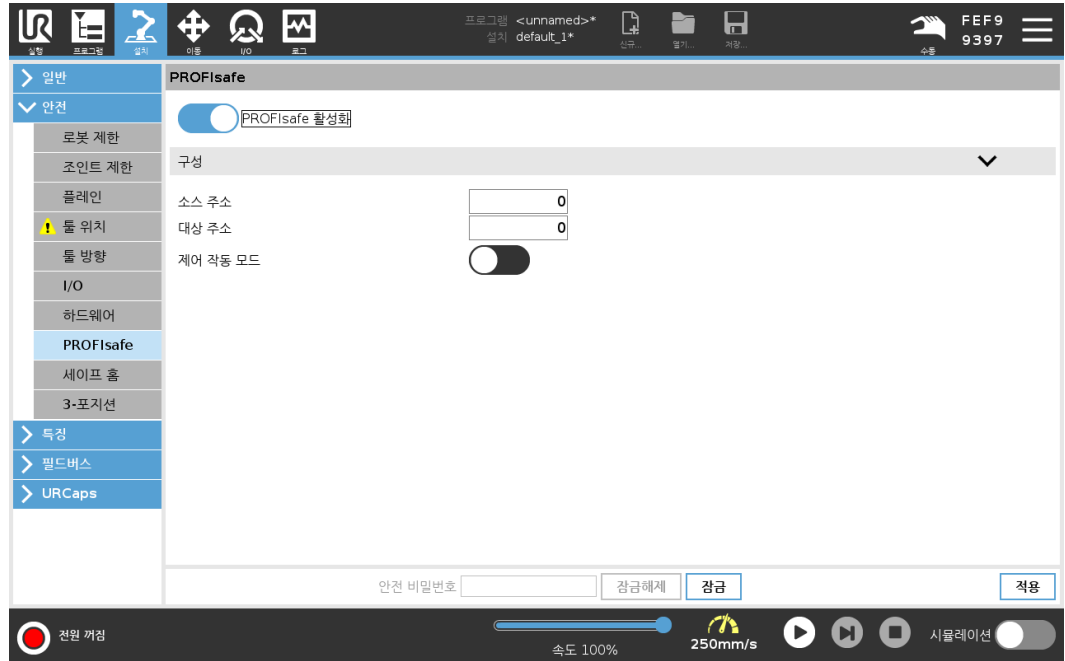 UR
실행
프로그램
설치
이동
I/O
로그
프로그램 <unnamed>*
설치 default_1*
신규...
열기...
저장...
수동
FEF9
9397
일반
안전
로봇 제한
조인트 제한
플레인
툴 위치
툴 방향
I/O
하드웨어
PROFIsafe
세이프 홈
3-포지션
특징
필드버스
URCaps
PROFIsafe
PROFIsafe 활성화
구성
소스 주소 0
대상 주소 0
제어 작동 모드
안전 비밀번호
잠금해제
잠금
적용
전원 꺼짐
속도 100%
250mm/s
시뮬레이션